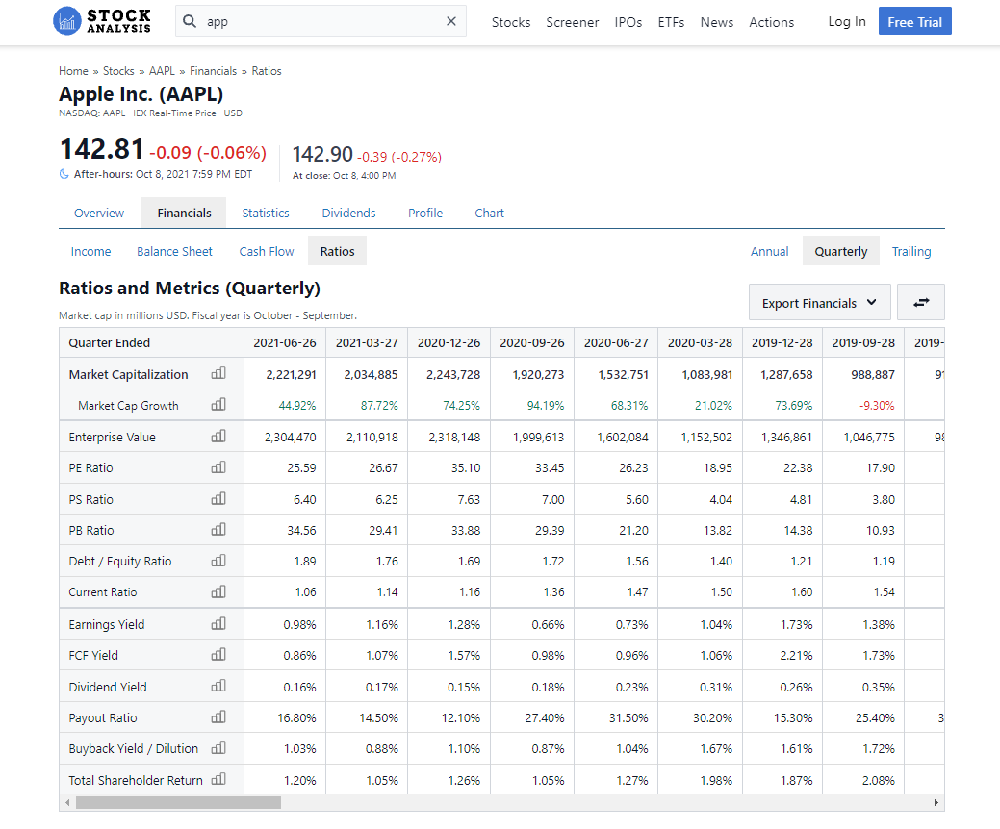 STOCK ANALYSIS app × Stocks Screener IPOs ETFs News Actions Log In Free Trial
Home » Stocks » AAPL » Financials » Ratios
Apple Inc. (AAPL)
NASDAQ: AAPL · IEX Real-Time Price · USD
142.81 -0.09 (-0.06%) 142.90 -0.39 (-0.27%)
After-hours: Oct 8, 2021 7:59 PM EDT At close: Oct 8, 4:00 PM
Overview Financials Statistics Dividends Profile Chart
Income Balance Sheet Cash Flow Ratios Annual Quarterly Trailing
Ratios and Metrics (Quarterly)
Export Financials
Market cap in millions USD. Fiscal year is October - September.
Quarter Ended 2021-06-26 2021-03-27 2020-12-26 2020-09-26 2020-06-27 2020-03-28 2019-12-28 2019-09-28 2019-
Market Capitalization 2,221,291 2,034,885 2,243,728 1,920,273 1,532,751 1,083,981 1,287,658 988,887
Market Cap Growth 44.92% 87.72% 74.25% 94.19% 68.31% 21.02% 73.69% -9.30%
Enterprise Value 2,304,470 2,110,918 2,318,148 1,999,613 1,602,084 1,152,502 1,346,861 1,046,775
PE Ratio 25.59 26.67 35.10 33.45 26.23 18.95 22.38 17.90
PS Ratio 6.40 6.25 7.63 7.00 5.60 4.04 4.81 3.80
PB Ratio 34.56 29.41 33.88 29.39 21.20 13.82 14.38 10.93
Debt / Equity Ratio 1.89 1.76 1.69 1.72 1.56 1.40 1.21 1.19
Current Ratio 1.06 1.14 1.16 1.36 1.47 1.50 1.60 1.54
Earnings Yield 0.98% 1.16% 1.28% 0.66% 0.73% 1.04% 1.73% 1.38%
FCF Yield 0.86% 1.07% 1.57% 0.98% 0.96% 1.06% 2.21% 1.73%
Dividend Yield 0.16% 0.17% 0.15% 0.18% 0.23% 0.31% 0.26% 0.35%
Payout Ratio 16.80% 14.50% 12.10% 27.40% 31.50% 30.20% 15.30% 25.40% 3
Buyback Yield / Dilution 1.03% 0.88% 1.10% 0.87% 1.04% 1.67% 1.61% 1.72%
Total Shareholder Return 1.20% 1.05% 1.26% 1.05% 1.27% 1.98% 1.87% 2.08%